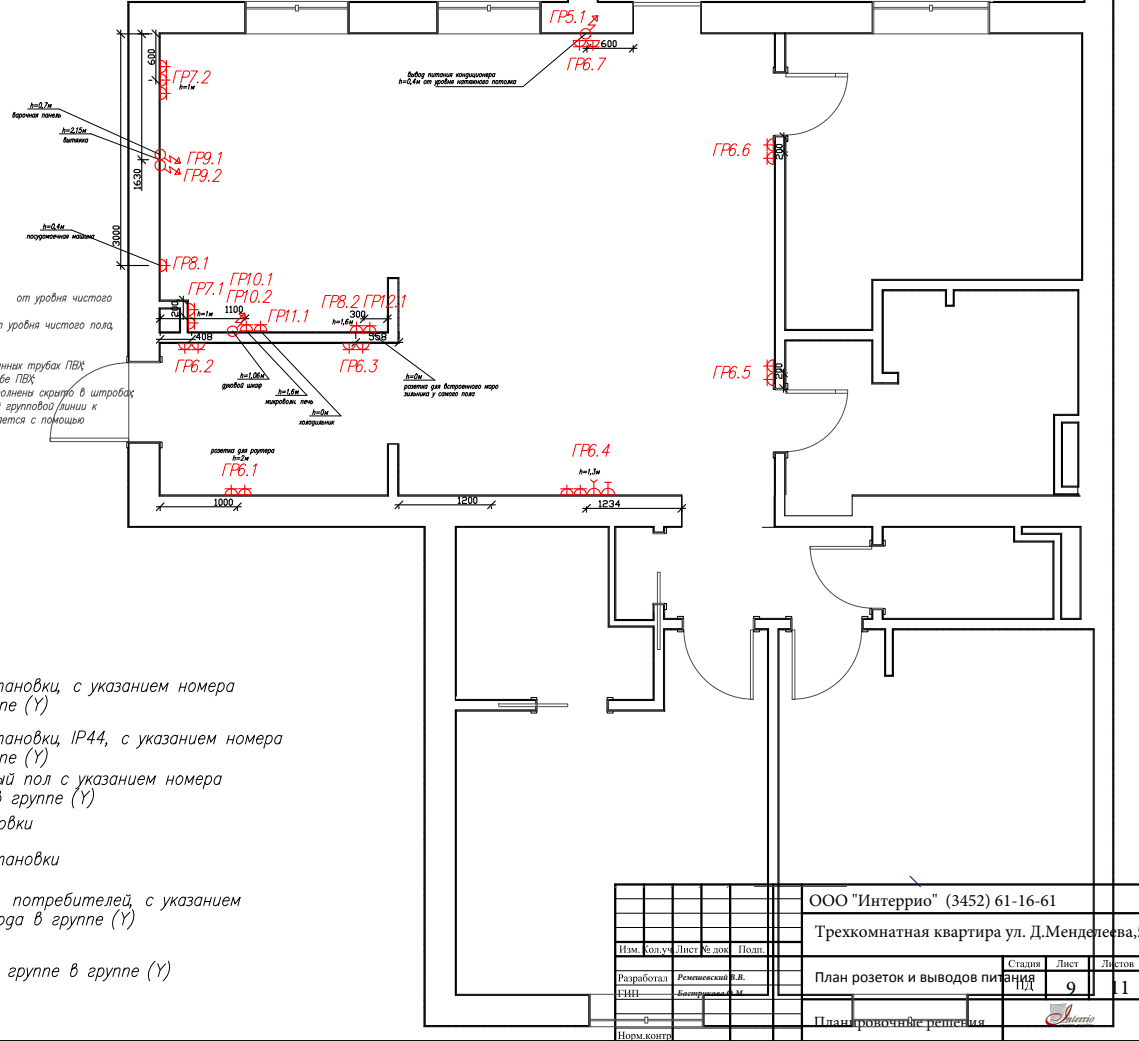 ГР5.1
600
ГР6.7
вывод питания кондиционера
h=0,4м от уровня натяжного потолка
600
ГР7.2
h=1м
h=0,7м
варочная панель
h=2,15м
вытяжка
ГР9.1
ГР9.2
1630
3000
ГР6.6
200
h=0,4м
посудомоечная машина
ГР8.1
ГР10.1
ГР7.1
ГР10.2
ГР8.2
ГР12.1
от уровня чистого
200
h=1м
1100
ГР11.1
300
h=1,6м
т уровня чистого пола,
408
358
ГР6.2
ГР6.3
ГР6.5
200
нных трубах ПВХ;
бе ПВХ;
h=1,06м
духовой шкаф
h=0м
розетка для встроенного моро
зильника у самого пола
олнены скрыто в штробах;
h=1,6м
микроволн. печь
групповой линии к
ется с помощью
h=0м
холодильник
розетка для роутера
h=2м
ГР6.1
ГР6.4
h=1,3м
1000
1200
1234
тановки, с указанием номера
ппе (Y)
тановки, IP44, с указанием номера
ппе (Y)
ый пол с указанием номера
в группе (Y)
овки
тановки
потребителей, с указанием
ода в группе (Y)
группе в группе (Y)
ООО "Интеррио" (3452) 61-16-61
Трехкомнатная квартира ул. Д.Менделеева,5
Изм. Кол.уч Лист № док Подп.
Разработал Ремешевский В.В.
План розеток и выводов питания
Стадия Лист Листов
ПД 9 11
ГИП Бастрикова О.М.
Планировочные решения
Interrio
Норм.контр